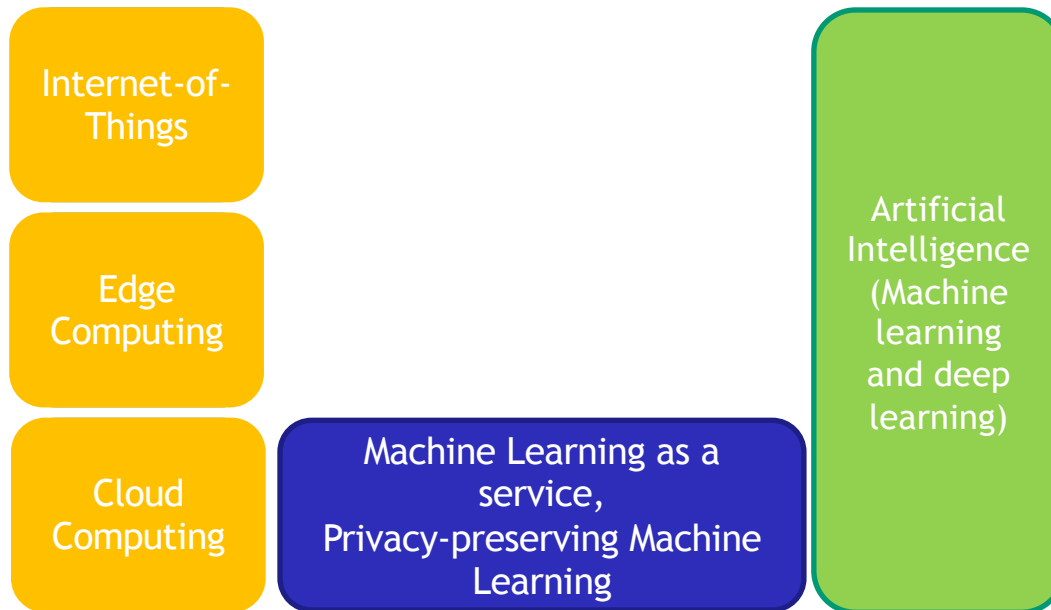 Internet-of-
Things
Edge
Computing
Cloud
Computing
Machine Learning as a
service,
Privacy-preserving Machine
Learning
Artificial
Intelligence
(Machine
learning
and deep
learning)